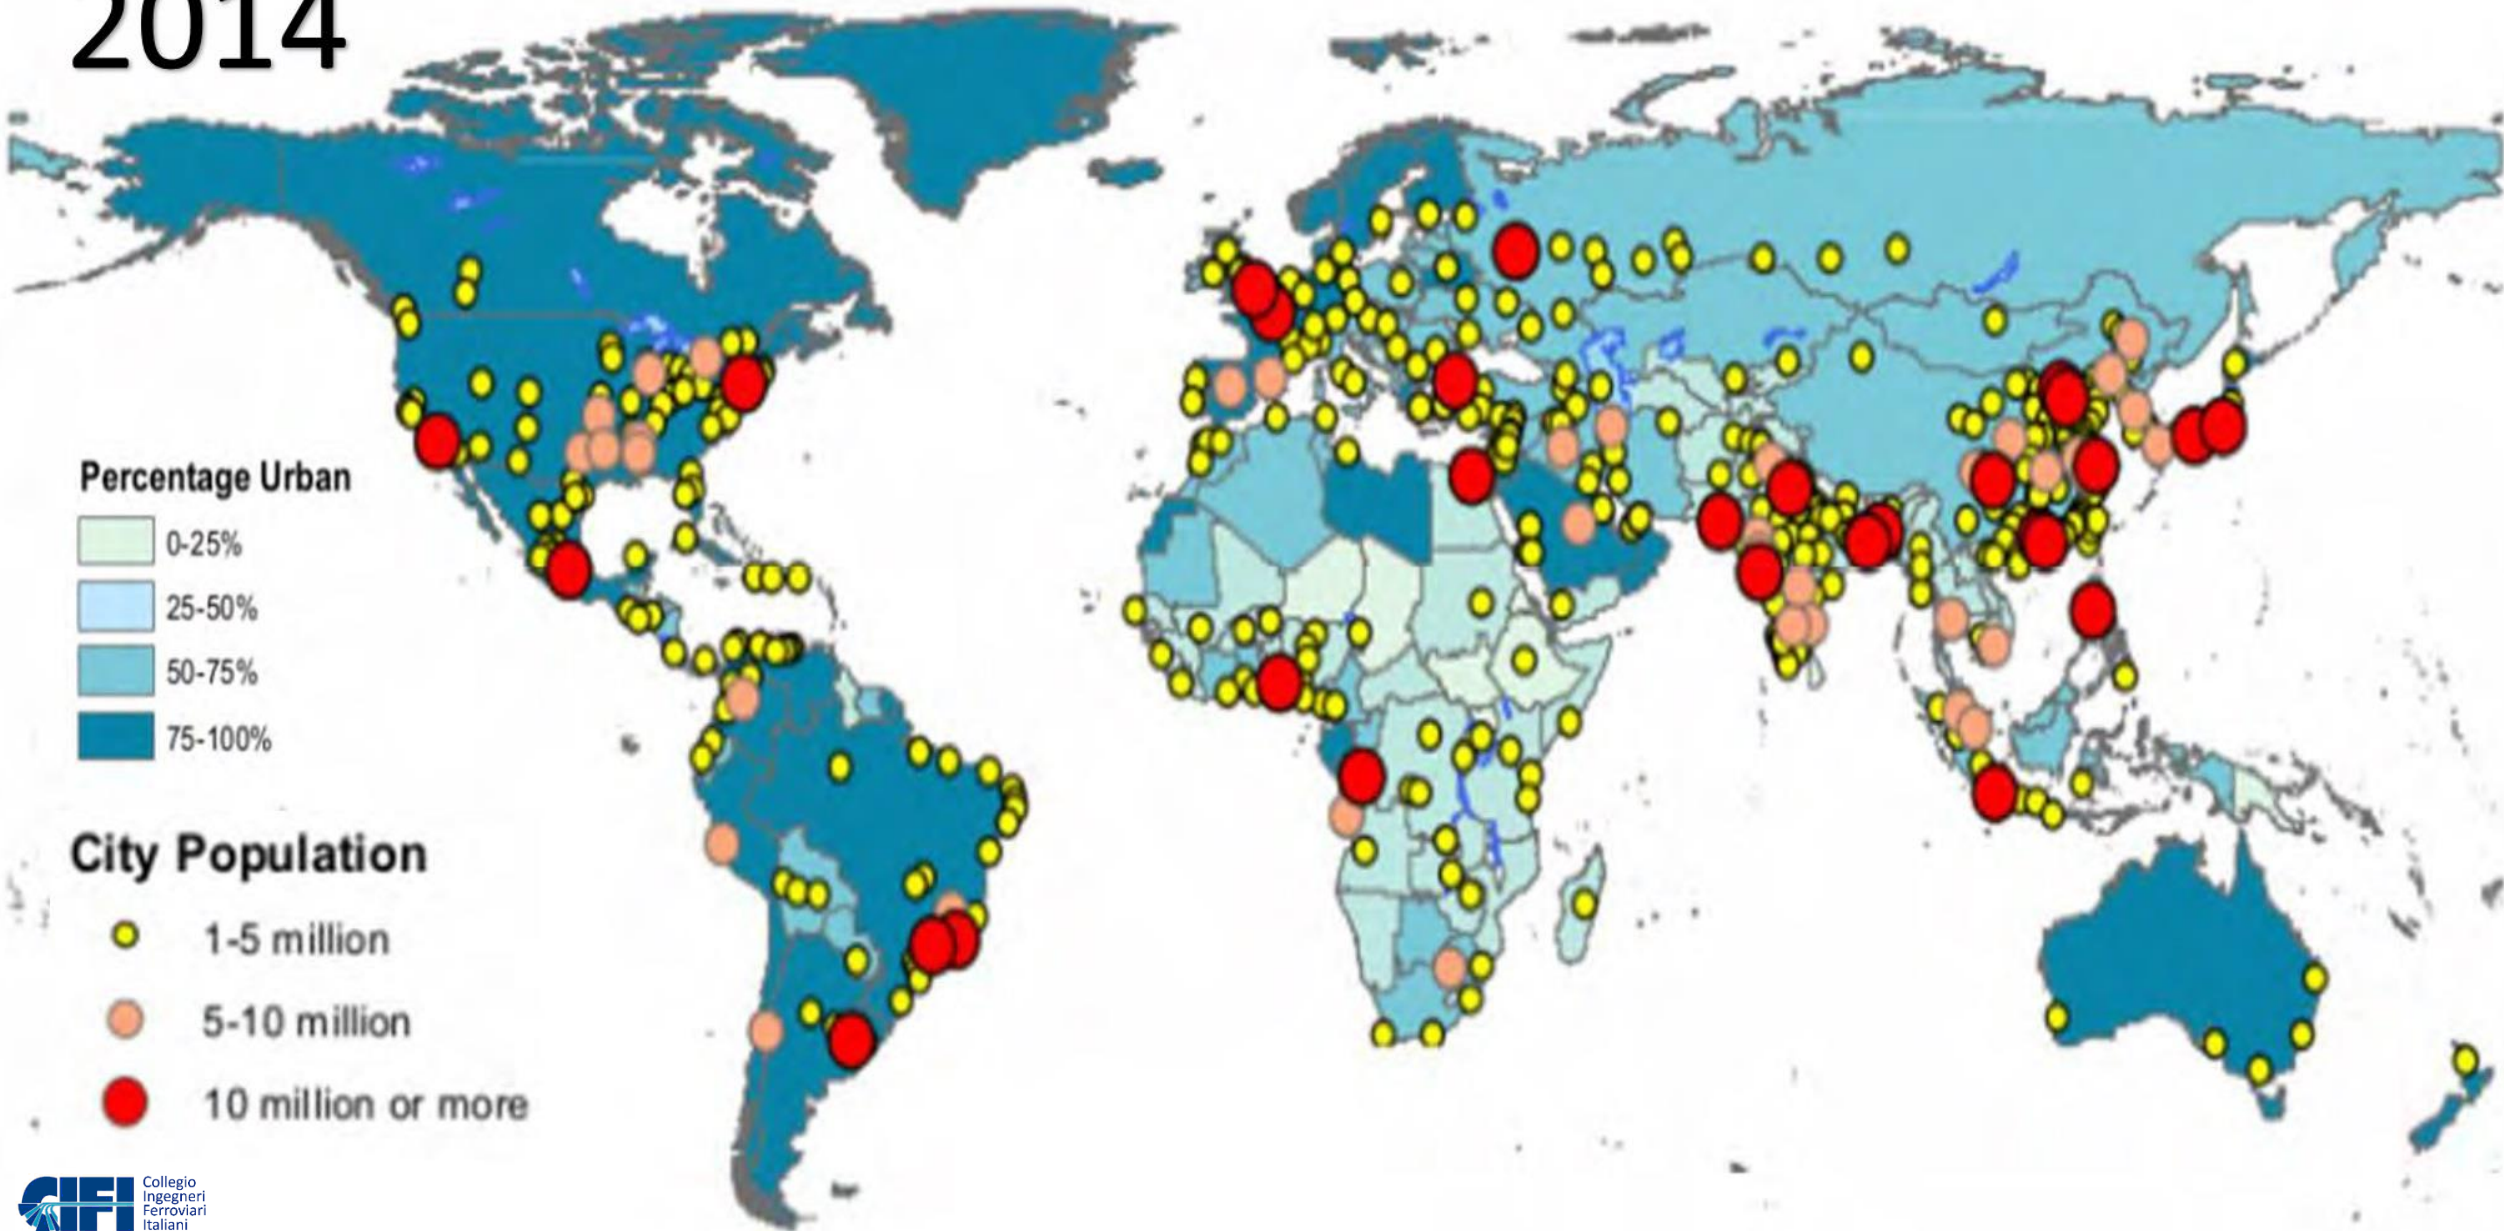 2014
Percentage Urban
0-25%
25-50%
50-75%
75-100%
City Population
1-5 million
5-10 million
10 million or more
CIFI
Collegio
Ingegneri
Ferroviari
Italiani